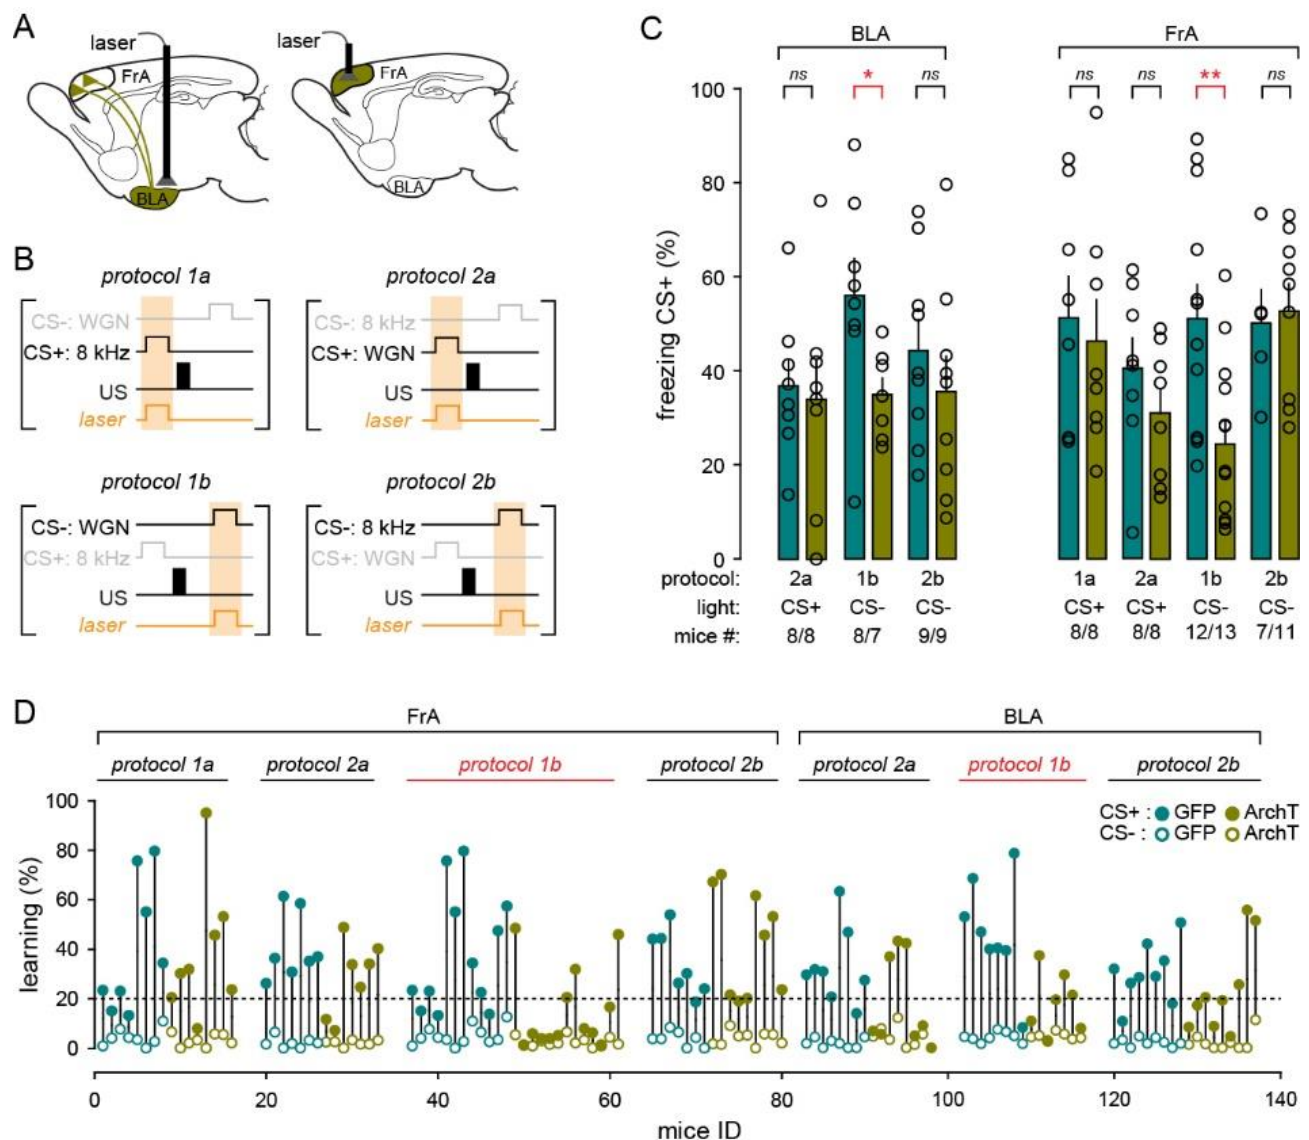 A
laser
FrA
BLA
laser
FrA
BLA
B
protocol 1a
CS-: WGN
CS+: 8 kHz
US
laser
protocol 2a
CS-: 8 kHz
CS+: WGN
US
laser
protocol 1b
CS-: WGN
CS+: 8 kHz
US
laser
protocol 2b
CS-: 8 kHz
CS+: WGN
US
laser
C
BLA FrA
ns * ns ns ns ** ns
freezing CS+ (%)
100
80
60
40
20
0
protocol: 2a 1b 2b 1a 2a 1b 2b
light: CS+ CS- CS- CS+ CS+ CS- CS-
mice #: 8/8 8/7 9/9 8/8 8/8 12/13 7/11
D
FrA BLA
protocol 1a protocol 2a protocol 1b protocol 2b protocol 2a protocol 1b protocol 2b
CS+ : GFP ArchT
CS- : GFP ArchT
learning (%)
100
80
60
40
20
0
0 20 40 60 80 100 120 140
mice ID